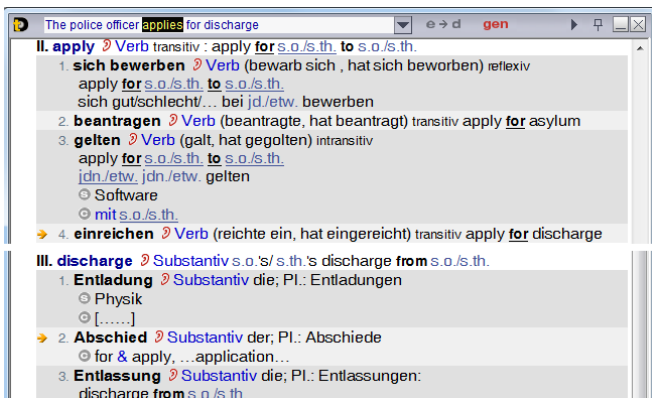 The police officer applies for discharge e→d gen
II. apply Verb transitiv : apply for s.o./s.th. to s.o./s.th.
1. sich bewerben Verb (bewarb sich , hat sich beworben) reflexiv
apply for s.o./s.th. to s.o./s.th.
sich gut/schlecht/... bei jd./etw. bewerben
2. beantragen Verb (beantragte, hat beantragt) transitiv apply for asylum
3. gelten Verb (galt, hat gegolten) intransitiv
apply for s.o./s.th. to s.o./s.th.
jdn./etw. jdn./etw. gelten
S Software
C mit s.o./s.th.
4. einreichen Verb (reichte ein, hat eingereicht) transitiv apply for discharge
III. discharge Substantiv s.o.'s/ s.th.'s discharge from s.o./s.th.
1. Entladung Substantiv die; Pl.: Entladungen
S Physik
C [......]
2. Abschied Substantiv der; Pl.: Abschiede
C for & apply, ...application...
3. Entlassung Substantiv die; Pl.: Entlassungen:
discharge from s.o./s.th.